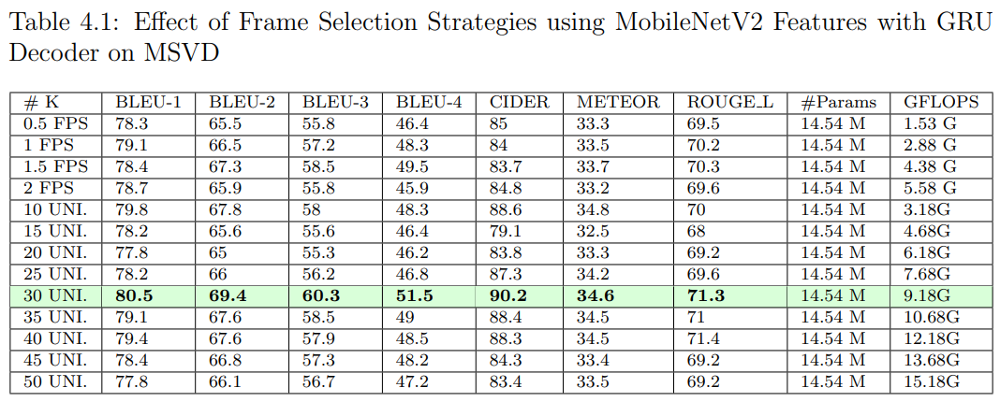 Table 4.1: Effect of Frame Selection Strategies using MobileNetV2 Features with GRU
Decoder on MSVD
# K BLEU-1 BLEU-2 BLEU-3 BLEU-4 CIDER METEOR ROUGE_L #Params GFLOPS
0.5 FPS 78.3 65.5 55.8 46.4 85 33.3 69.5 14.54 M 1.53 G
1 FPS 79.1 66.5 57.2 48.3 84 33.5 70.2 14.54 M 2.88 G
1.5 FPS 78.4 67.3 58.5 49.5 83.7 33.7 70.3 14.54 M 4.38 G
2 FPS 78.7 65.9 55.8 45.9 84.8 33.2 69.6 14.54 M 5.58 G
10 UNI. 79.8 67.8 58 48.3 88.6 34.8 70 14.54 M 3.18G
15 UNI. 78.2 65.6 55.6 46.4 79.1 32.5 68 14.54 M 4.68G
20 UNI. 77.8 65 55.3 46.2 83.8 33.3 69.2 14.54 M 6.18G
25 UNI. 78.2 66 56.2 46.8 87.3 34.2 69.6 14.54 M 7.68G
30 UNI. 80.5 69.4 60.3 51.5 90.2 34.6 71.3 14.54 M 9.18G
35 UNI. 79.1 67.6 58.5 49 88.4 34.5 71 14.54 M 10.68G
40 UNI. 79.4 67.6 57.9 48.5 88.3 34.5 71.4 14.54 M 12.18G
45 UNI. 78.4 66.8 57.3 48.2 84.3 33.4 69.2 14.54 M 13.68G
50 UNI. 77.8 66.1 56.7 47.2 83.4 33.5 69.2 14.54 M 15.18G